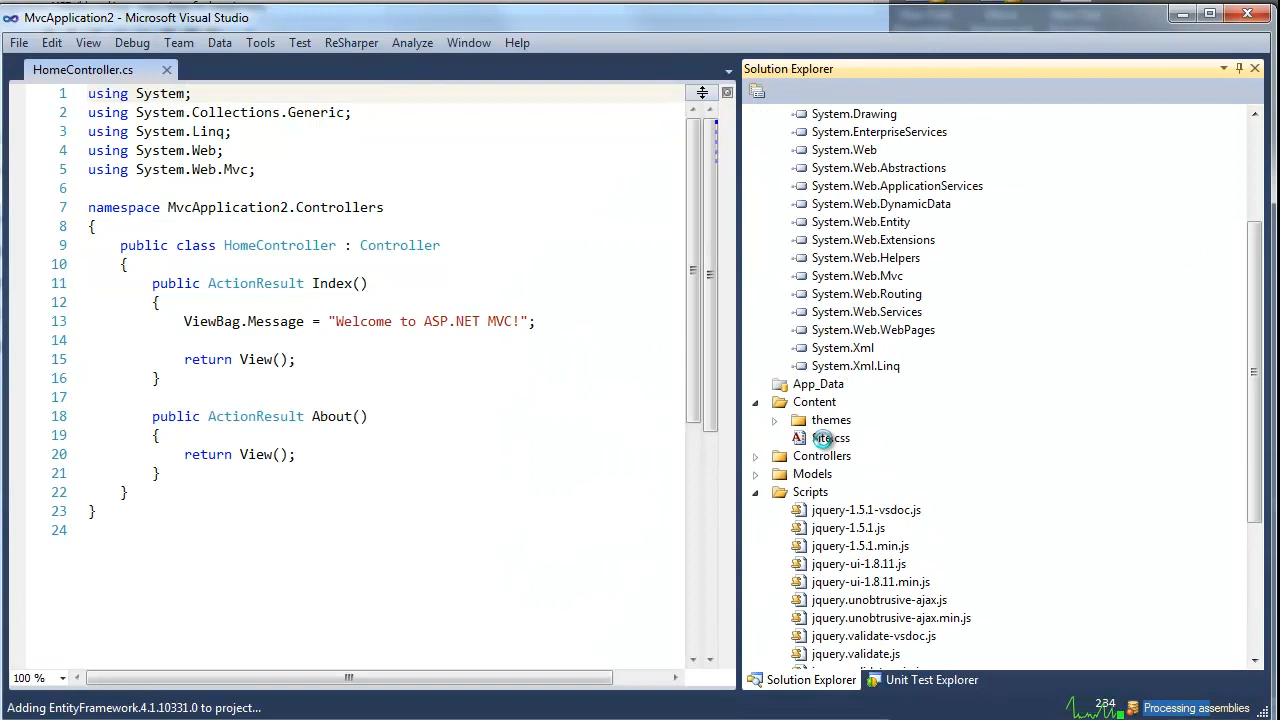 MvcApplication2 - Microsoft Visual Studio
File Edit View Debug Team Data Tools Test ReSharper Analyze Window Help
HomeController.cs
1 using System;
2 using System.Collections.Generic;
3 using System.Linq;
4 using System.Web;
5 using System.Web.Mvc;
6
7 namespace MvcApplication2.Controllers
8 {
9 public class HomeController : Controller
10 {
11 public ActionResult Index()
12 {
13 ViewBag.Message = "Welcome to ASP.NET MVC!";
14
15 return View();
16 }
17
18 public ActionResult About()
19 {
20 return View();
21 }
22 }
23 }
24
100 %
Solution Explorer
System.Drawing
System.EnterpriseServices
System.Web
System.Web.Abstractions
System.Web.ApplicationServices
System.Web.DynamicData
System.Web.Entity
System.Web.Extensions
System.Web.Helpers
System.Web.Mvc
System.Web.Routing
System.Web.Services
System.Web.WebPages
System.Xml
System.Xml.Linq
App_Data
Content
themes
Site.css
Controllers
Models
Scripts
jquery-1.5.1-vsdoc.js
jquery-1.5.1.js
jquery-1.5.1.min.js
jquery-ui-1.8.11.js
jquery-ui-1.8.11.min.js
jquery.unobtrusive-ajax.js
jquery.unobtrusive-ajax.min.js
jquery.validate-vsdoc.js
jquery.validate.js
Solution Explorer Unit Test Explorer
Adding EntityFramework.4.1.10331.0 to project...
234 Processing assemblies